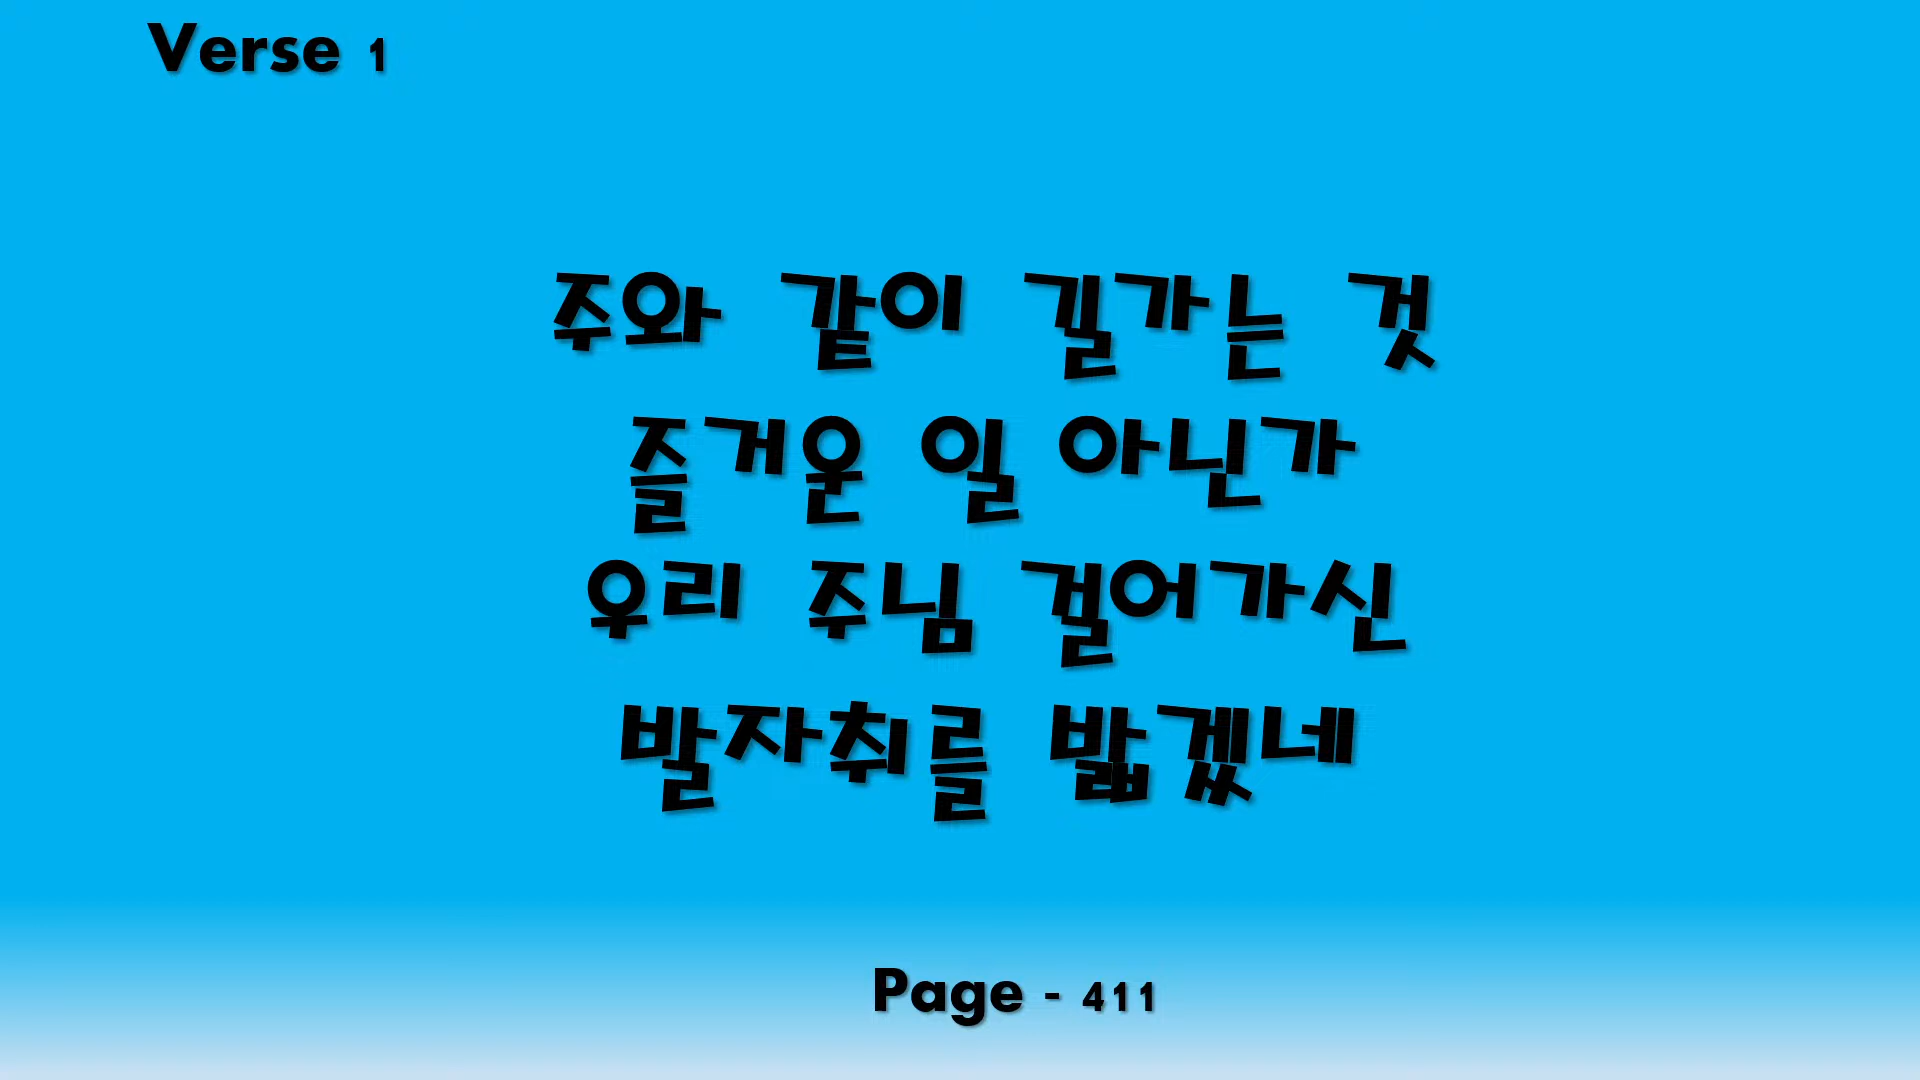 Verse 1
주와 같이 길가는 것
즐거운 일 아닌가
우리 주님 걸어가신
발자취를 밟겠네
Page - 411